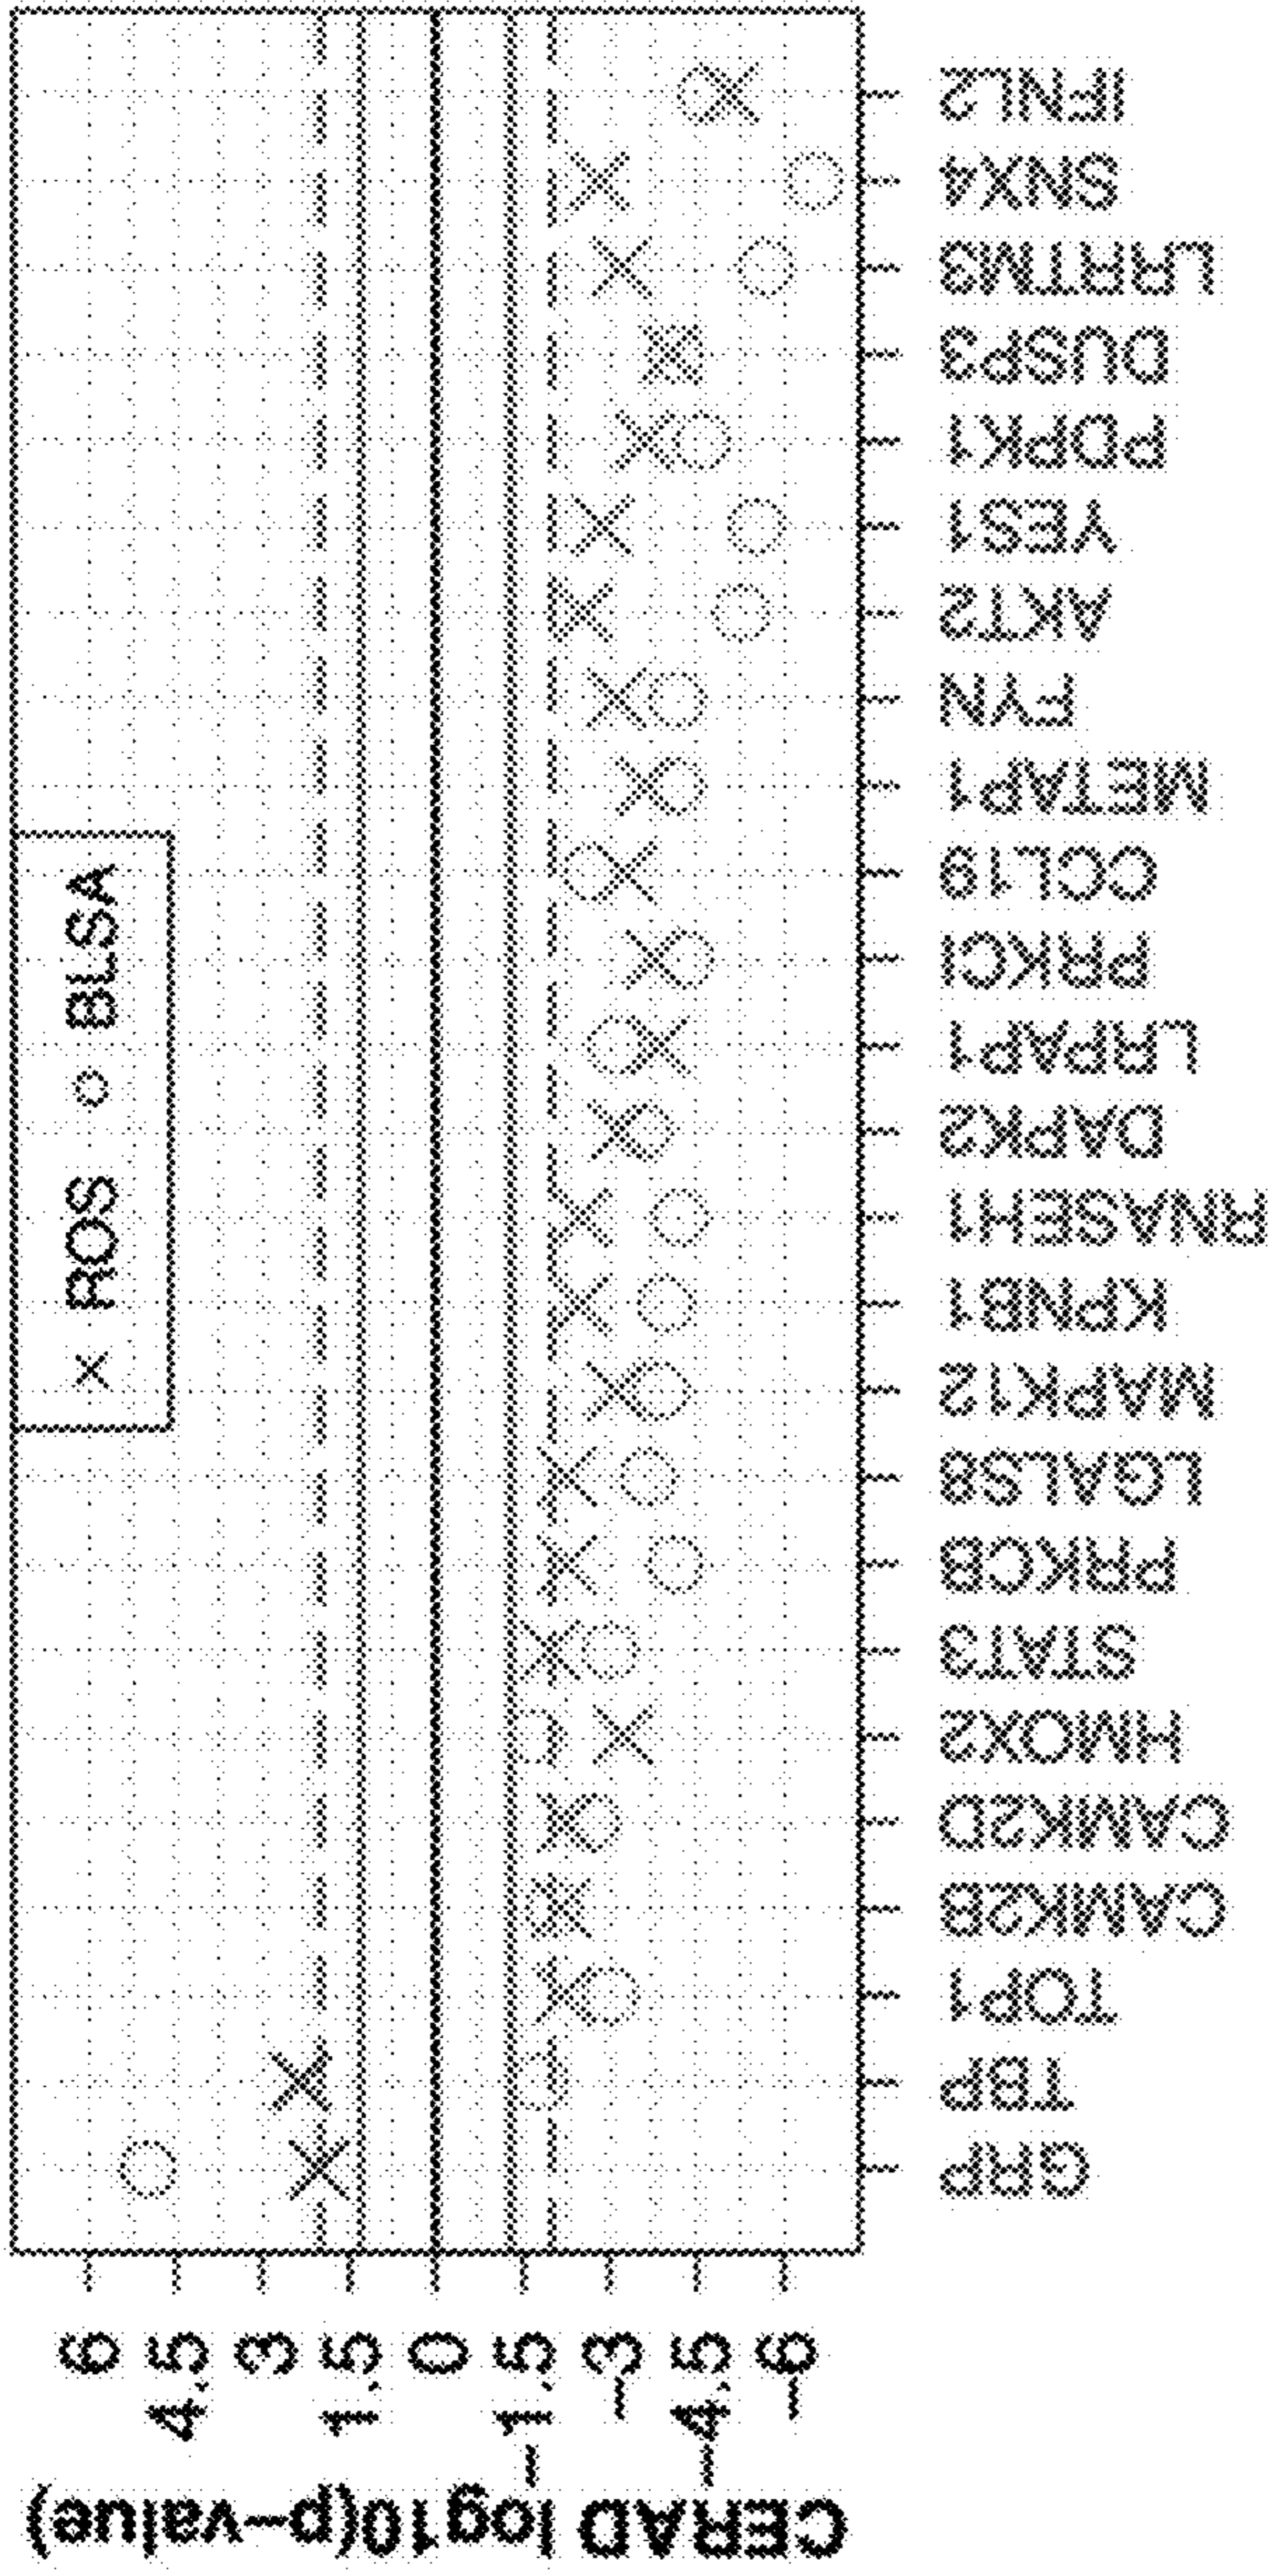 CERAD log10(p-value)
6
4.5
3
1.5
0
-1.5
-3
-4.5
-6
× ROS ○ BLSA
GRP
TBP
TOP1
CAMK2B
CAMK2D
HMOX2
STAT3
PRKCB
LGALS8
MAPK12
KPNB1
RNASEH1
DAPK2
LRPAP1
PRKCI
CCL19
METAP1
FYN
AKT2
YES1
PDPK1
DUSP3
LRRTM3
SNX4
IFNL2